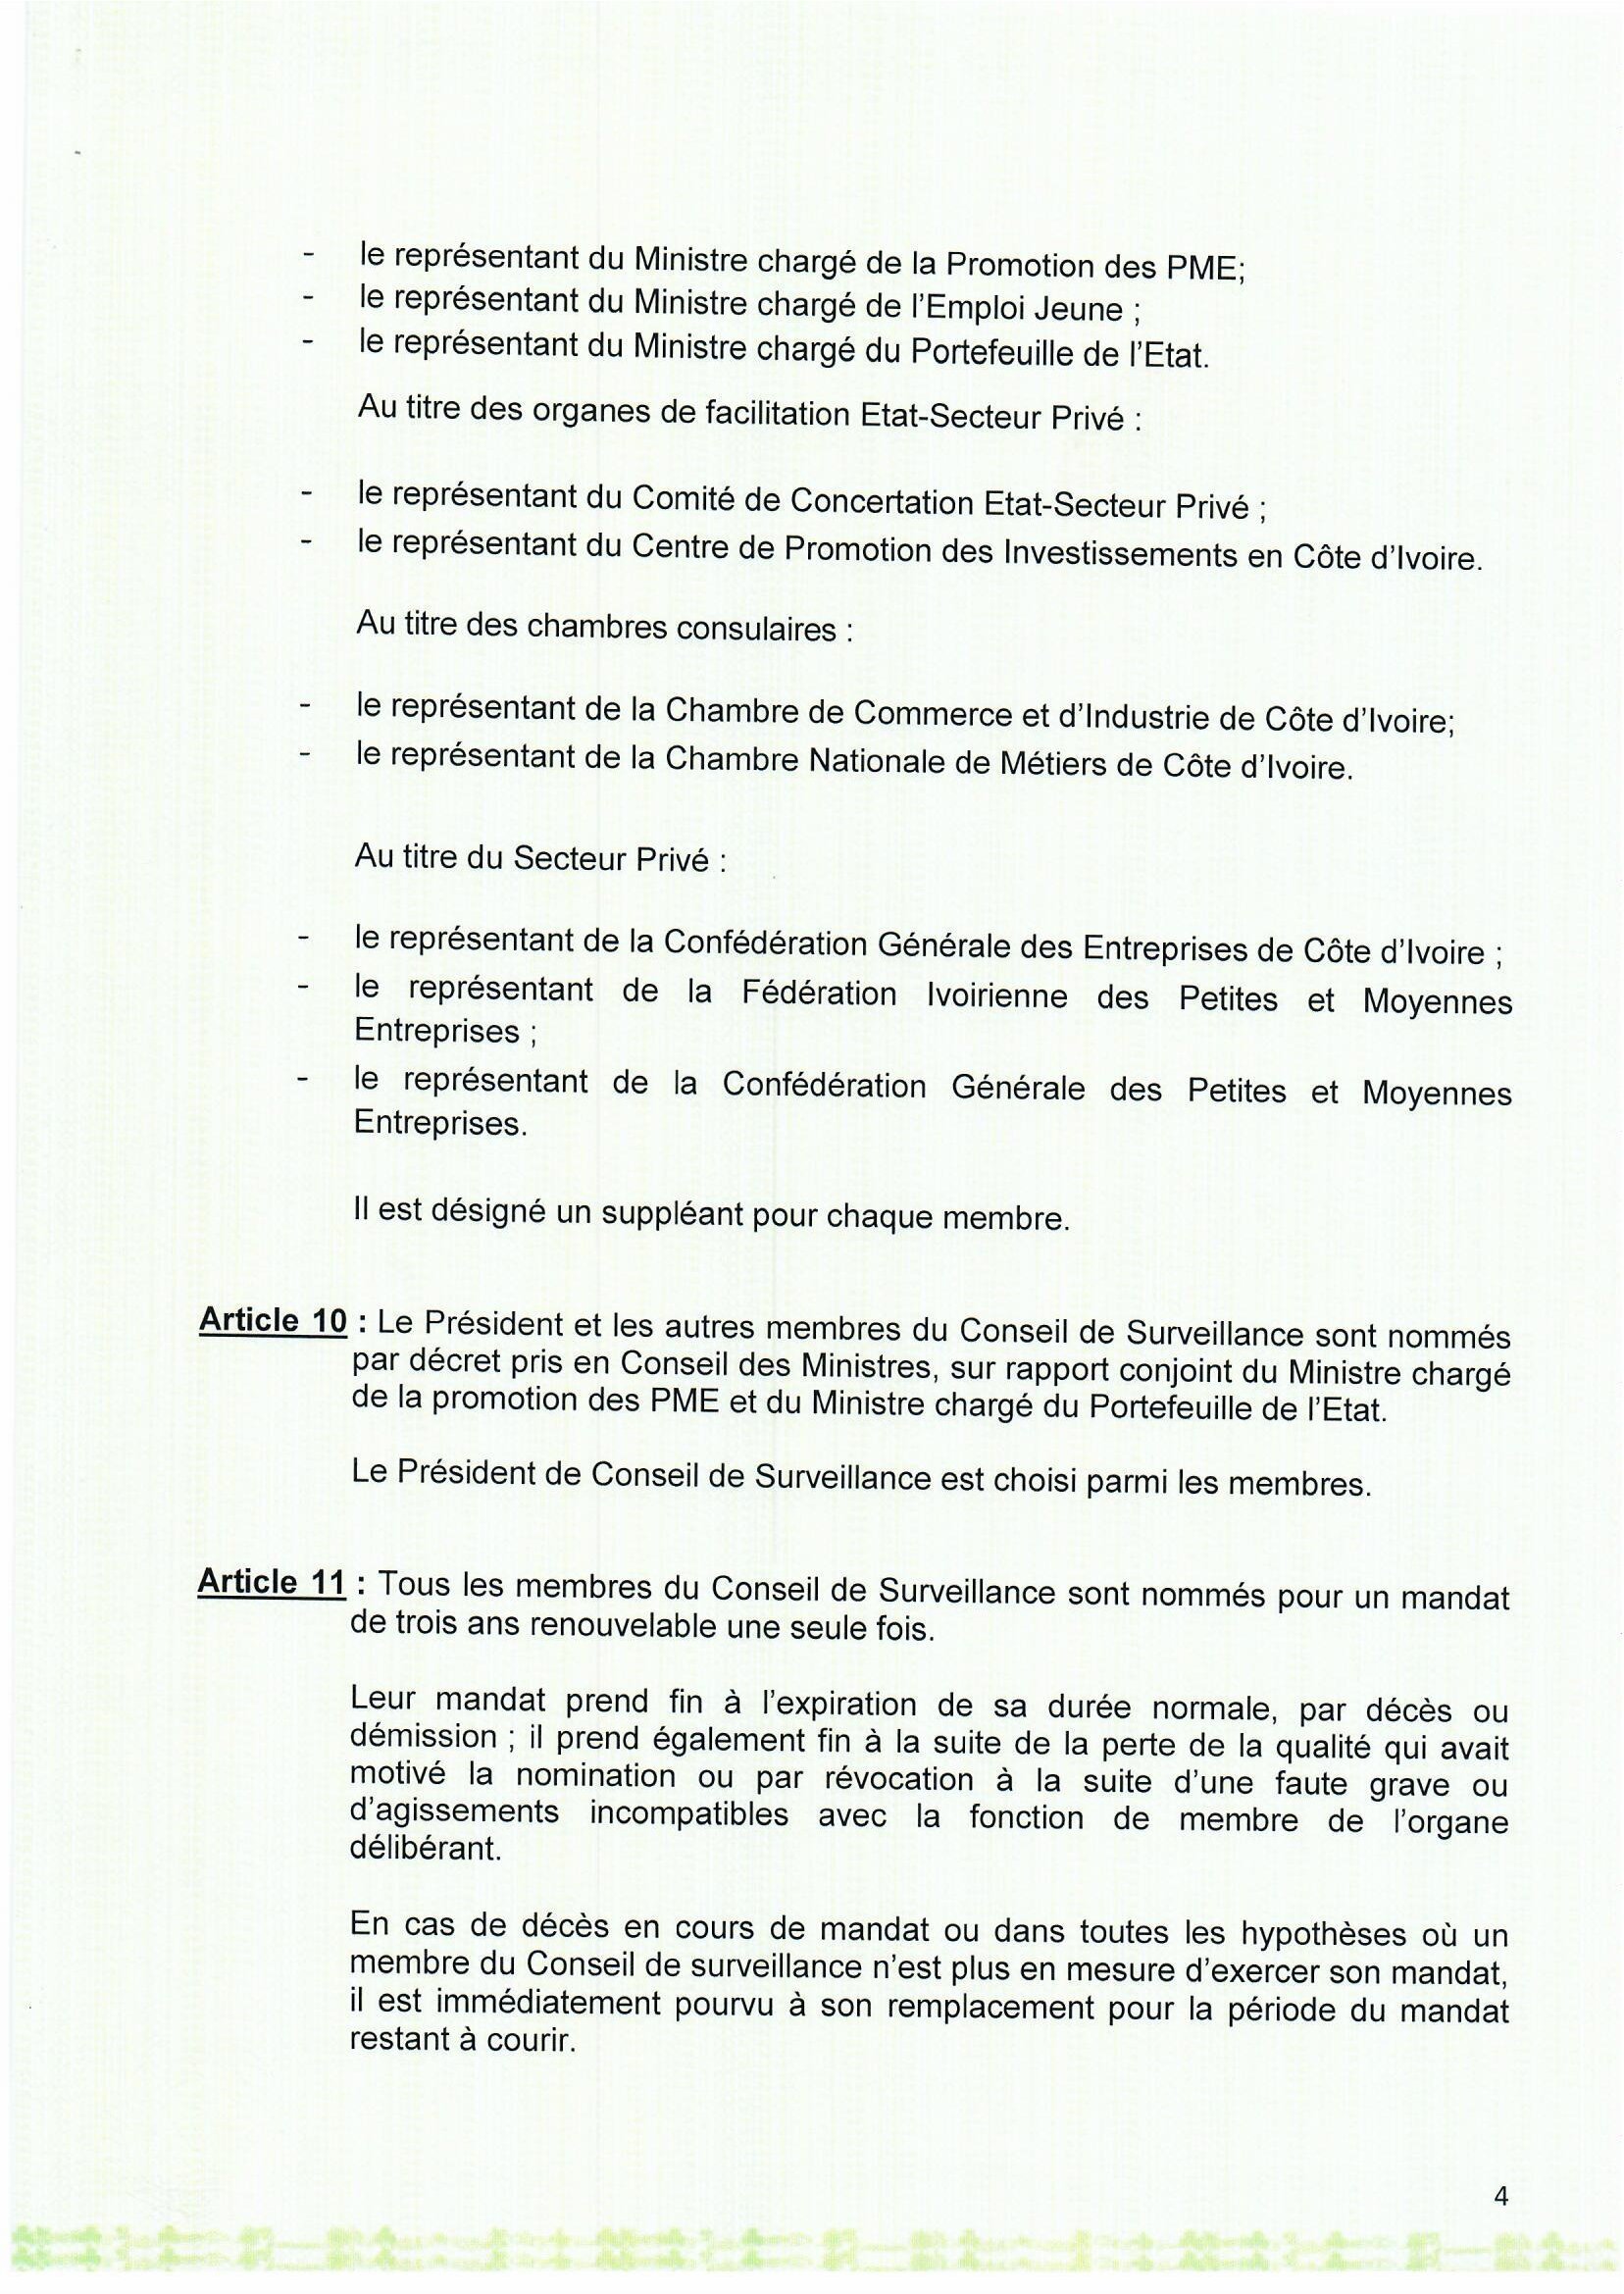 - le représentant du Ministre chargé de la Promotion des PME;
- le représentant du Ministre chargé de l'Emploi Jeune ;
- le représentant du Ministre chargé du Portefeuille de l'Etat.
Au titre des organes de facilitation Etat-Secteur Privé :
- le représentant du Comité de Concertation Etat-Secteur Privé ;
- le représentant du Centre de Promotion des Investissements en Côte d'Ivoire.
Au titre des chambres consulaires :
- le représentant de la Chambre de Commerce et d'Industrie de Côte d'Ivoire;
- le représentant de la Chambre Nationale de Métiers de Côte d'Ivoire.
Au titre du Secteur Privé :
- le représentant de la Confédération Générale des Entreprises de Côte d'Ivoire ;
- le représentant de la Fédération Ivoirienne des Petites et Moyennes
Entreprises ;
- le représentant de la Confédération Générale des Petites et Moyennes
Entreprises.
Il est désigné un suppléant pour chaque membre.
Article 10 : Le Président et les autres membres du Conseil de Surveillance sont nommés
par décret pris en Conseil des Ministres, sur rapport conjoint du Ministre chargé
de la promotion des PME et du Ministre chargé du Portefeuille de l'Etat.
Le Président de Conseil de Surveillance est choisi parmi les membres.
Article 11 : Tous les membres du Conseil de Surveillance sont nommés pour un mandat
de trois ans renouvelable une seule fois.
Leur mandat prend fin à l'expiration de sa durée normale, par décès ou
démission ; il prend également fin à la suite de la perte de la qualité qui avait
motivé la nomination ou par révocation à la suite d'une faute grave ou
d'agissements incompatibles avec la fonction de membre de l'organe
délibérant.
En cas de décès en cours de mandat ou dans toutes les hypothèses où un
membre du Conseil de surveillance n'est plus en mesure d'exercer son mandat,
il est immédiatement pourvu à son remplacement pour la période du mandat
restant à courir.
4